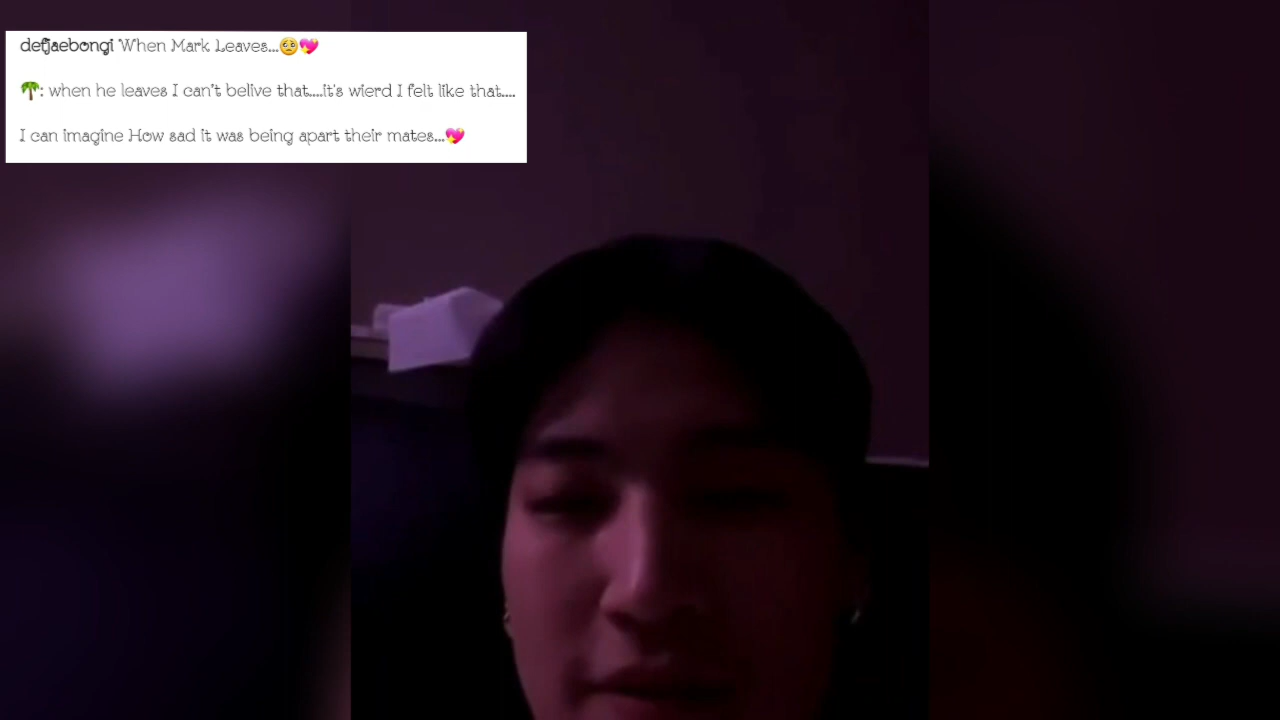 defjaebongi When Mark Leaves...🥺💖
🌴: when he leaves I can't belive that....it's wierd I felt like that....
I can imagine How sad it was being apart their mates...💖